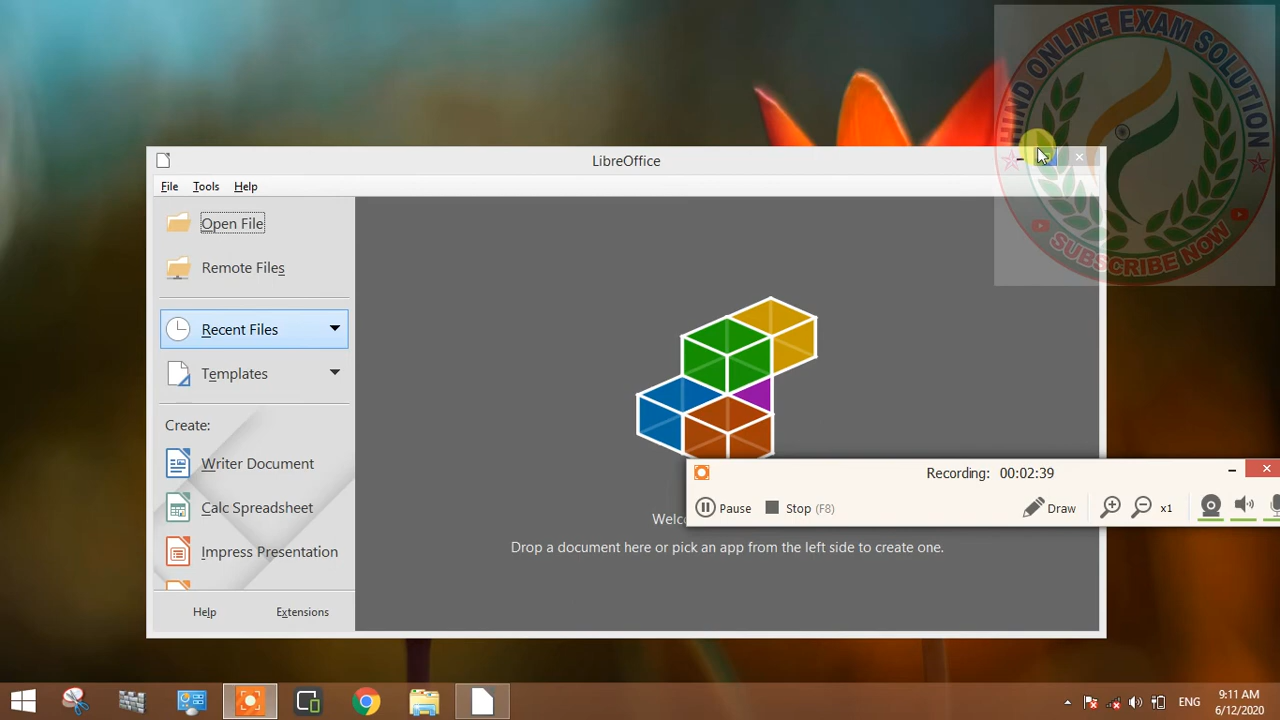 HIND ONLINE EXAM SOLUTION
SUBSCRIBE NOW
LibreOffice
File Tools Help
Open File
Remote Files
Recent Files
Templates
Create:
Writer Document
Calc Spreadsheet
Impress Presentation
Help Extensions
Recording: 00:02:39
Pause Stop (F8) Draw x1
Drop a document here or pick an app from the left side to create one.
ENG
9:11 AM
6/12/2020